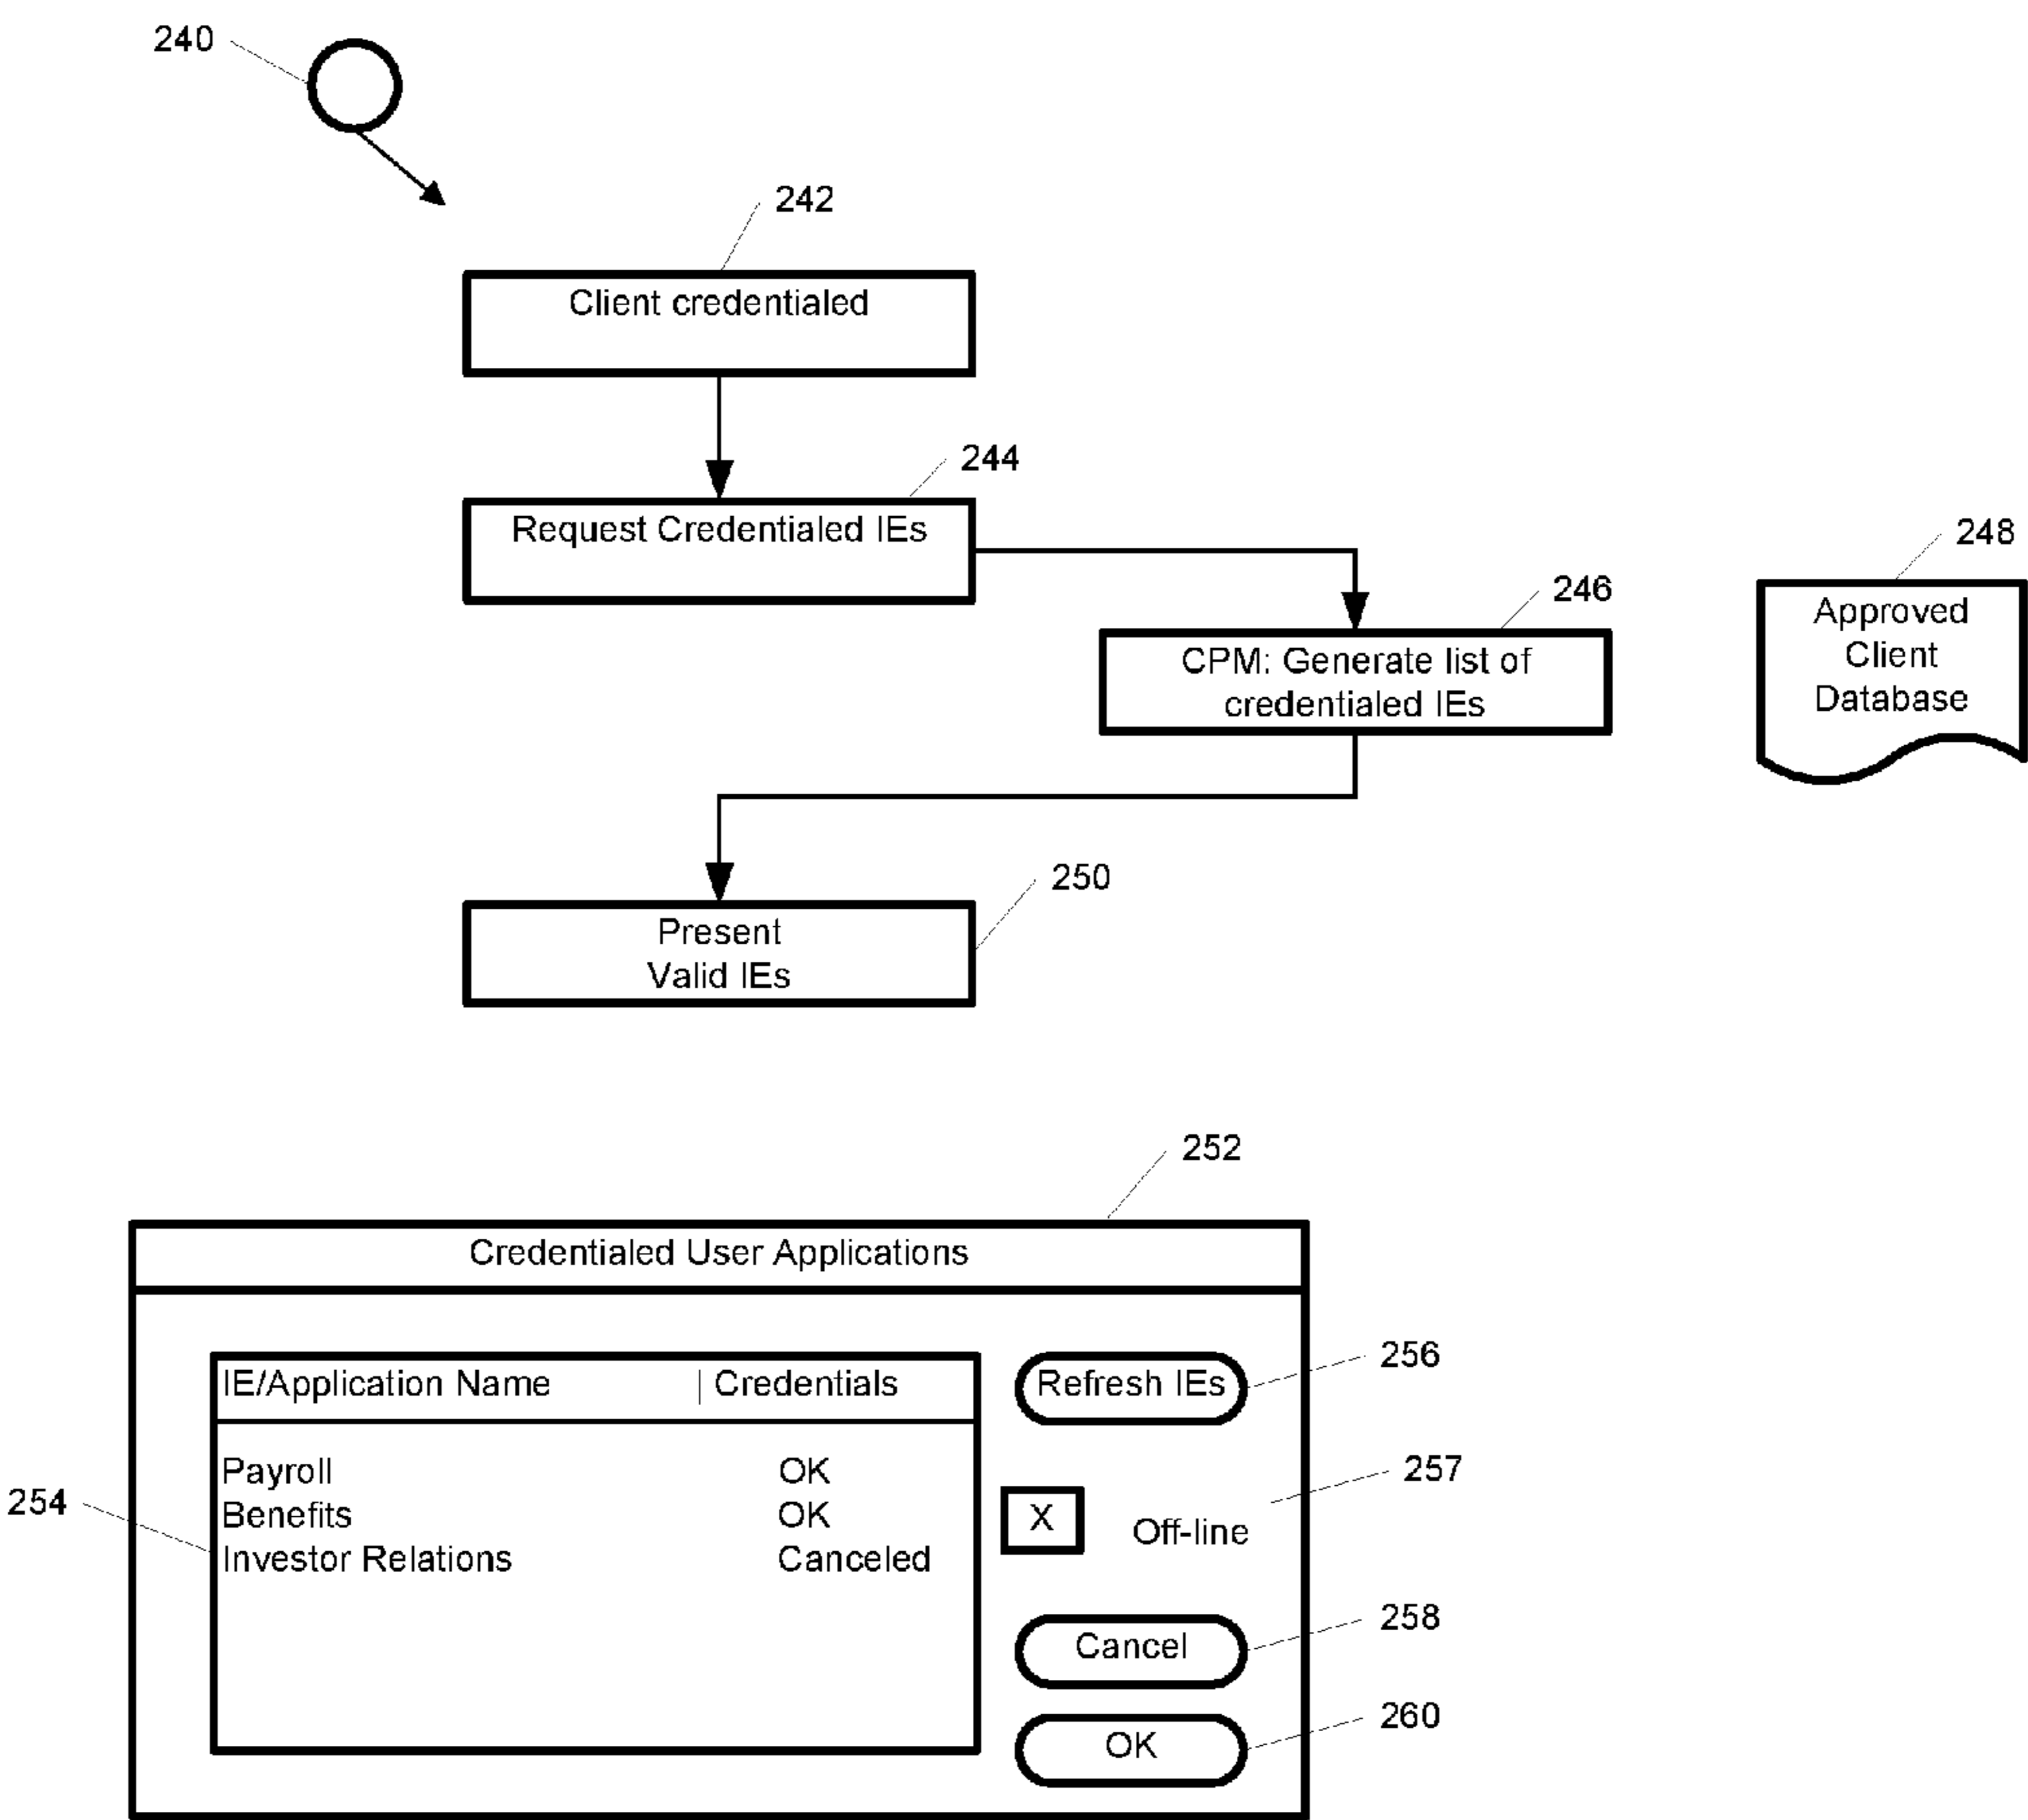 240
242
Client credentialed
244
Request Credentialed IEs
248
246
Approved
Client
Database
CPM: Generate list of
credentialed IEs
250
Present
Valid IEs
252
Credentialed User Applications
IE/Application Name | Credentials
Refresh IEs
256
Payroll OK
Benefits OK
Investor Relations Canceled
254
X
Off-line
257
Cancel
258
OK
260